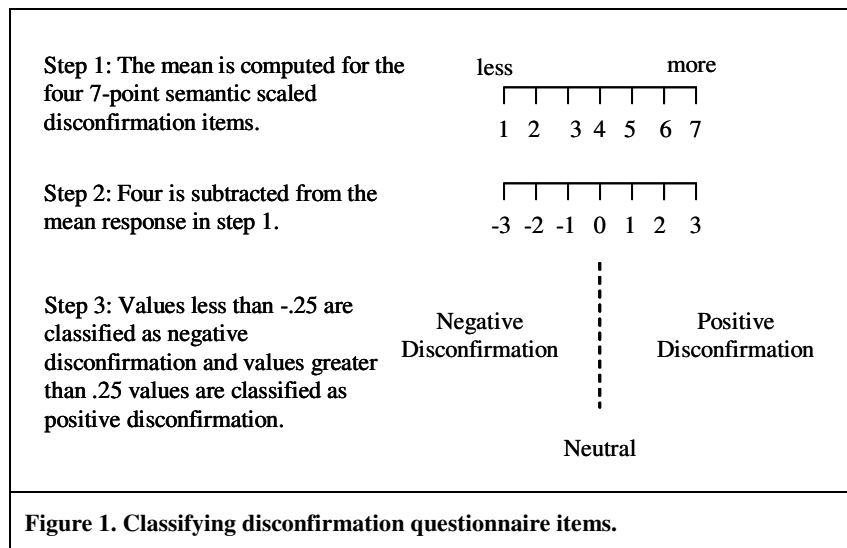 Step 1: The mean is computed for the
four 7-point semantic scaled
disconfirmation items.
less more
1 2 3 4 5 6 7
Step 2: Four is subtracted from the
mean response in step 1.
-3 -2 -1 0 1 2 3
Step 3: Values less than -.25 are
classified as negative
disconfirmation and values greater
than .25 values are classified as
positive disconfirmation.
Negative
Disconfirmation
Positive
Disconfirmation
Neutral
Figure 1. Classifying disconfirmation questionnaire items.